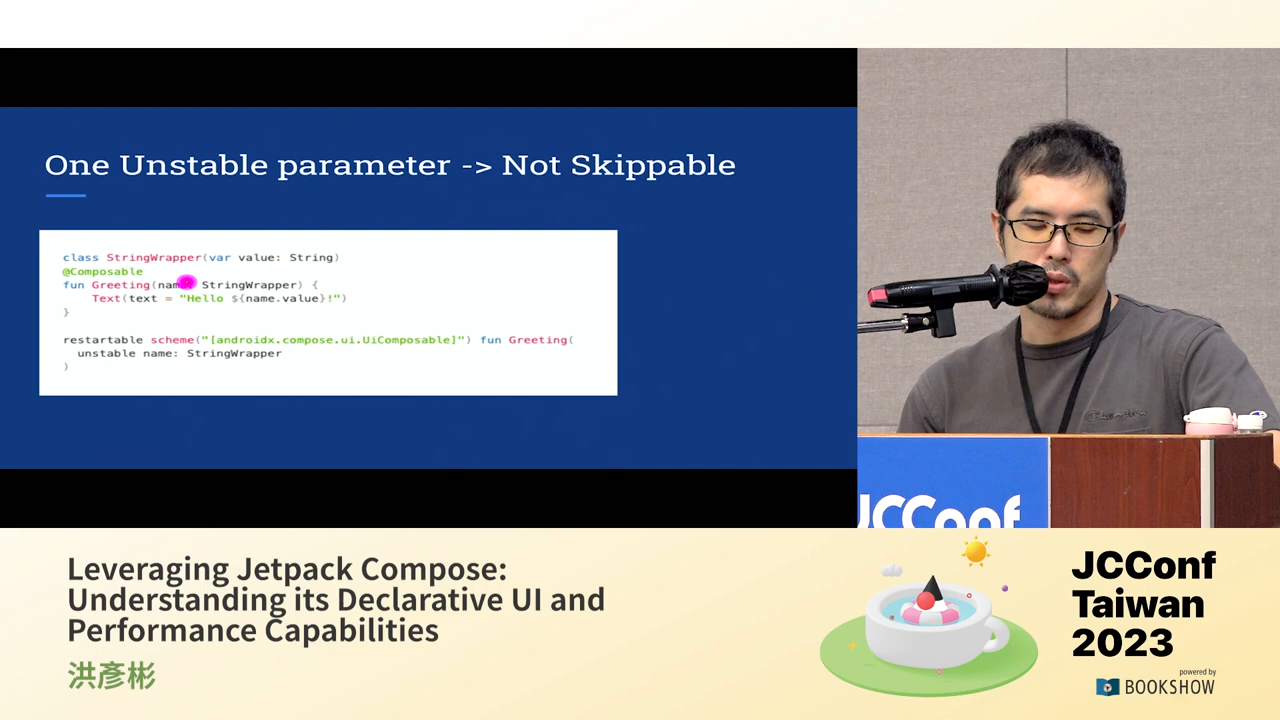 One Unstable parameter -> Not Skippable
class StringWrapper(var value: String)
@Composable
fun Greeting(nam StringWrapper) {
Text(text = "Hello ${name.value}!")
}
restartable scheme("[androidx.compose.ui.UiComposable]") fun Greeting(
unstable name: StringWrapper
)
Champion
JCConf
Leveraging Jetpack Compose:
Understanding its Declarative UI and
Performance Capabilities
洪彥彬
JCConf
Taiwan
2023
powered by
BOOKSHOW